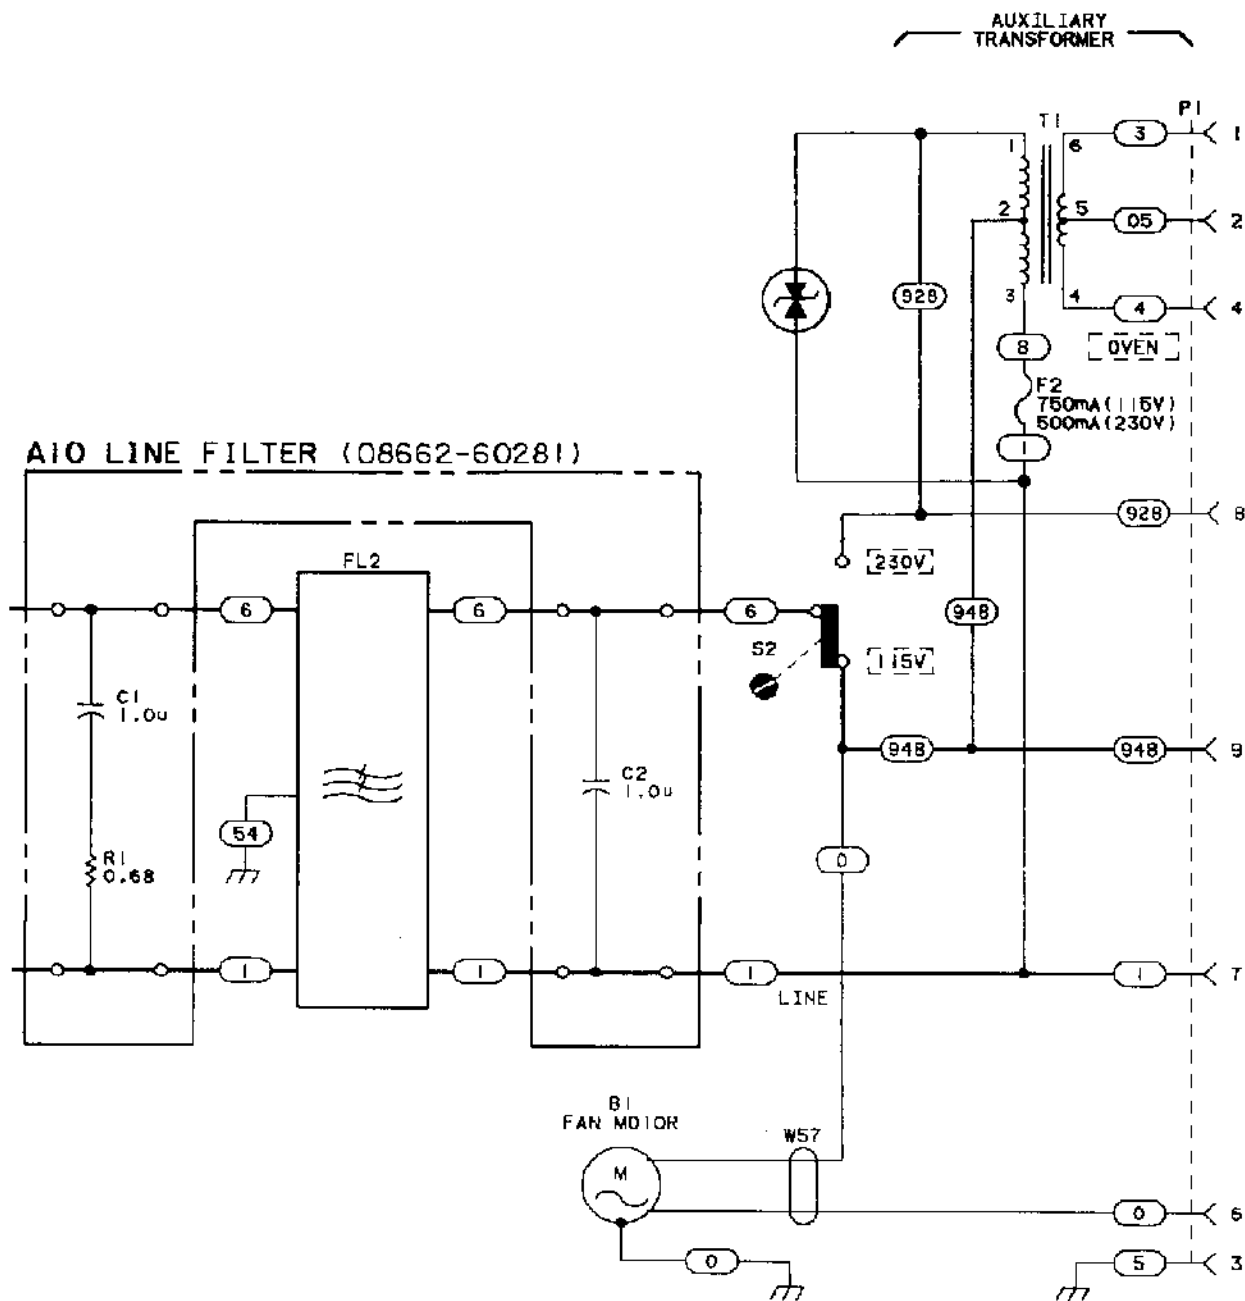 AUXILIARY
TRANSFORMER
P1
T1
1
6
3
1
2
5
05
2
928
3
4
4
4
8
OVEN
F2
750mA(115V)
500mA(230V)
1
A10 LINE FILTER (08662-60281)
928
8
FL2
230V
6
6
6
948
S2
115V
C1
1.0u
948
948
9
C2
1.0u
54
R1
0.68
0
1
1
1
LINE
1
7
B1
FAN MOTOR
W57
M
0
6
0
5
3